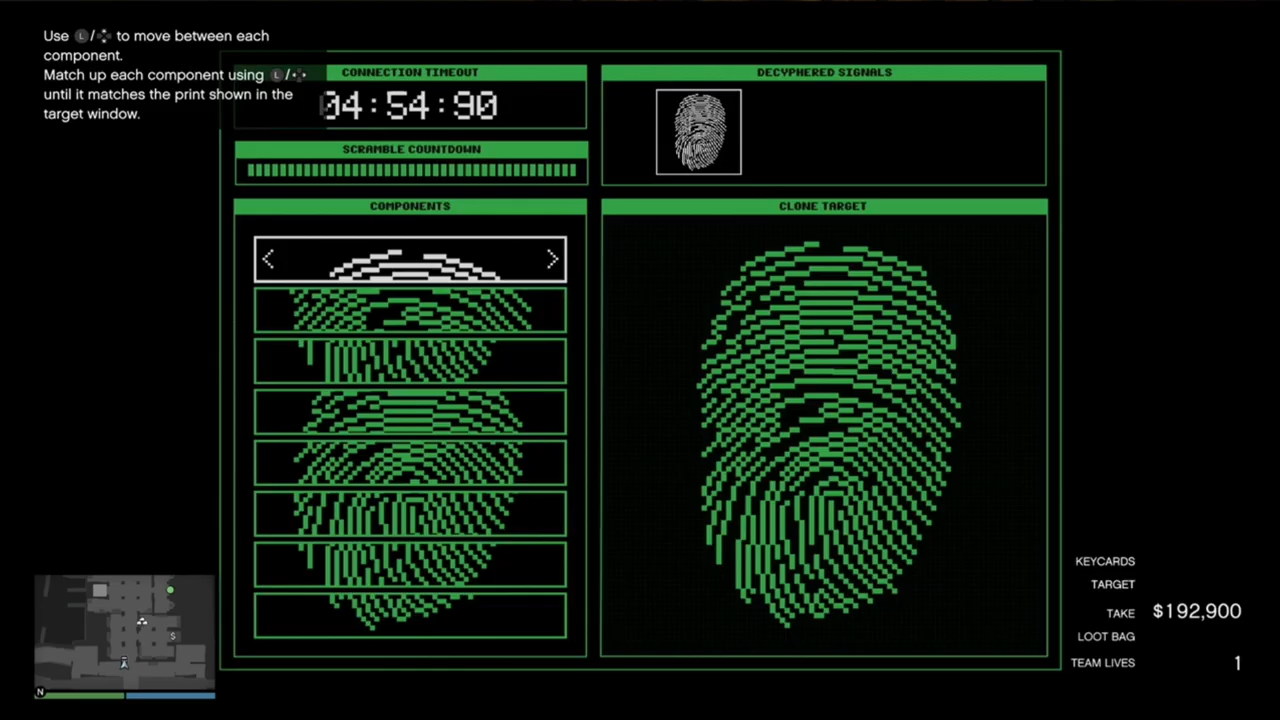 Use L/ to move between each
component.
Match up each component using L/
until it matches the print shown in the
target window.
CONNECTION TIMEOUT
04:54:90
SCRAMBLE COUNTDOWN
DECYPHERED SIGNALS
COMPONENTS
CLONE TARGET
< >
KEYCARDS
TARGET
TAKE $192,900
LOOT BAG
TEAM LIVES 1
S
N